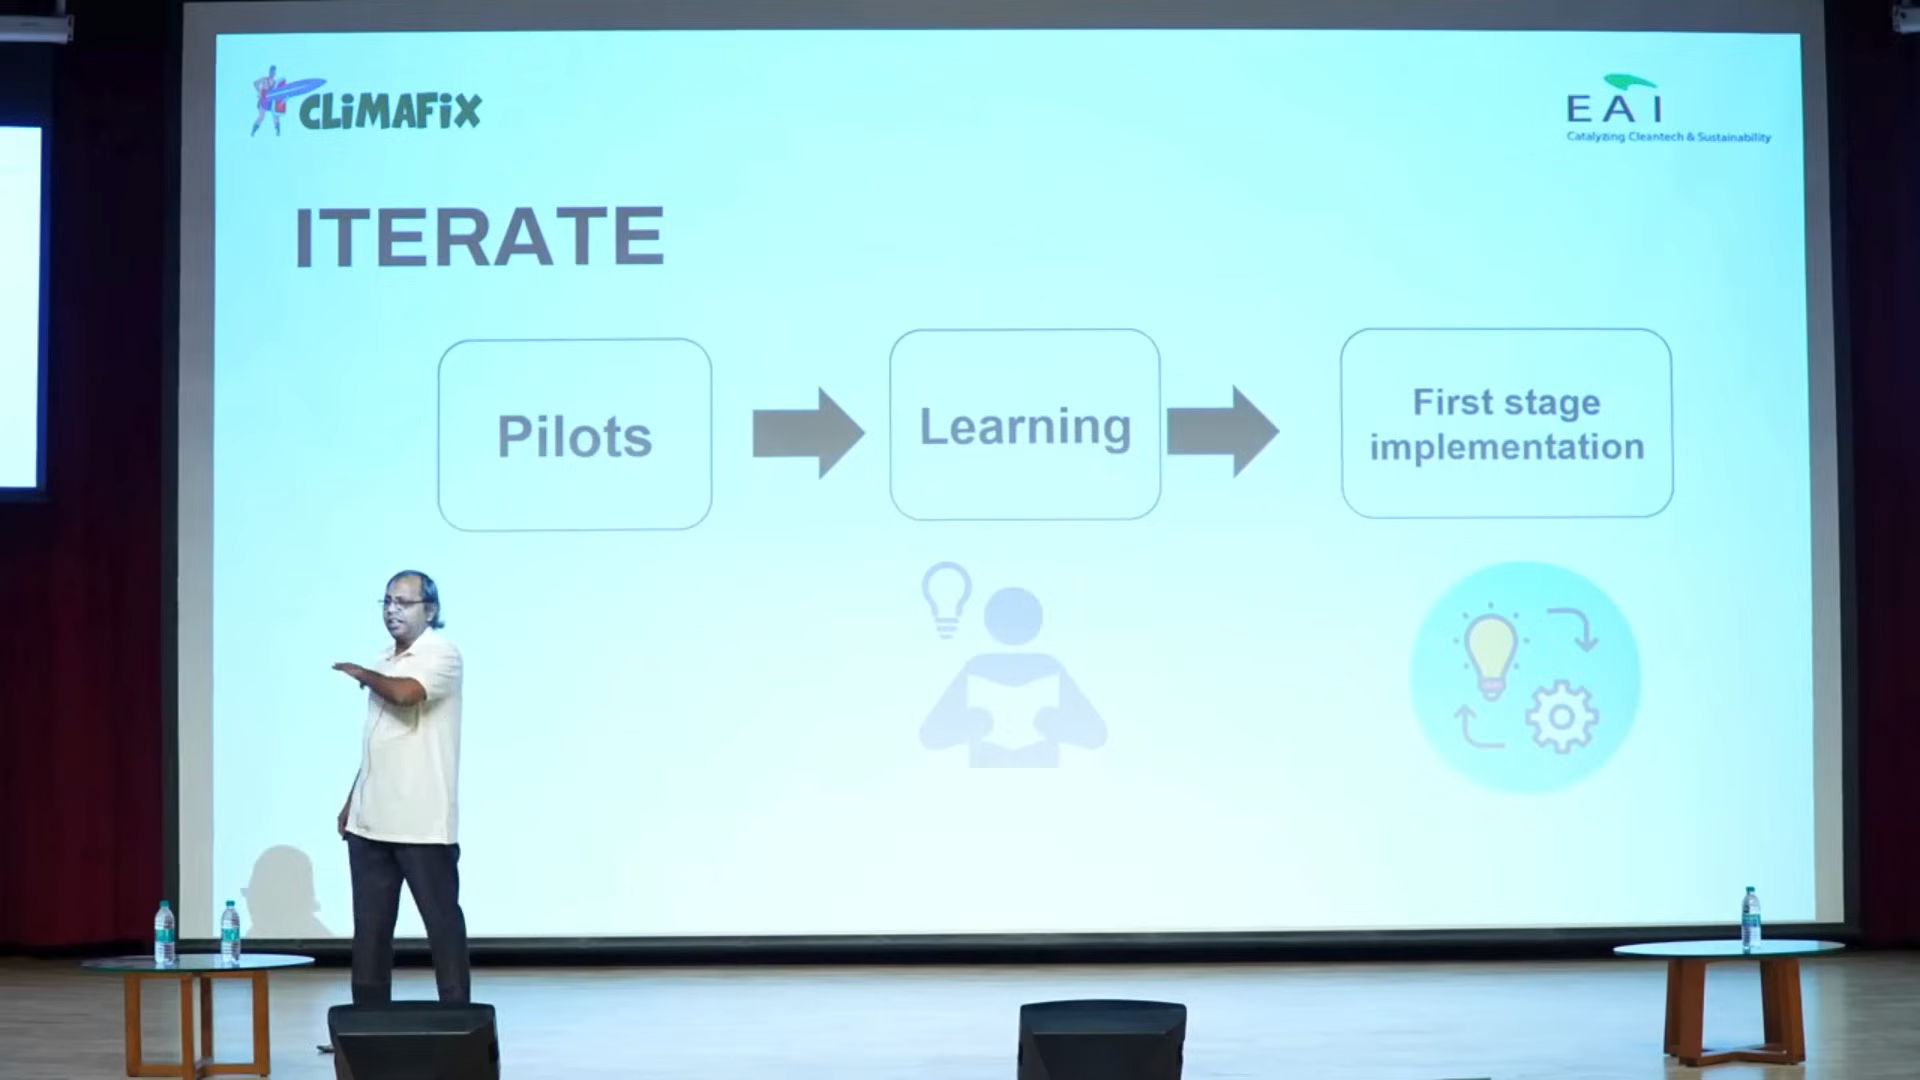 CLiMAFiX
EAI
Catalyzing Cleantech & Sustainability
ITERATE
Pilots
Learning
First stage
implementation